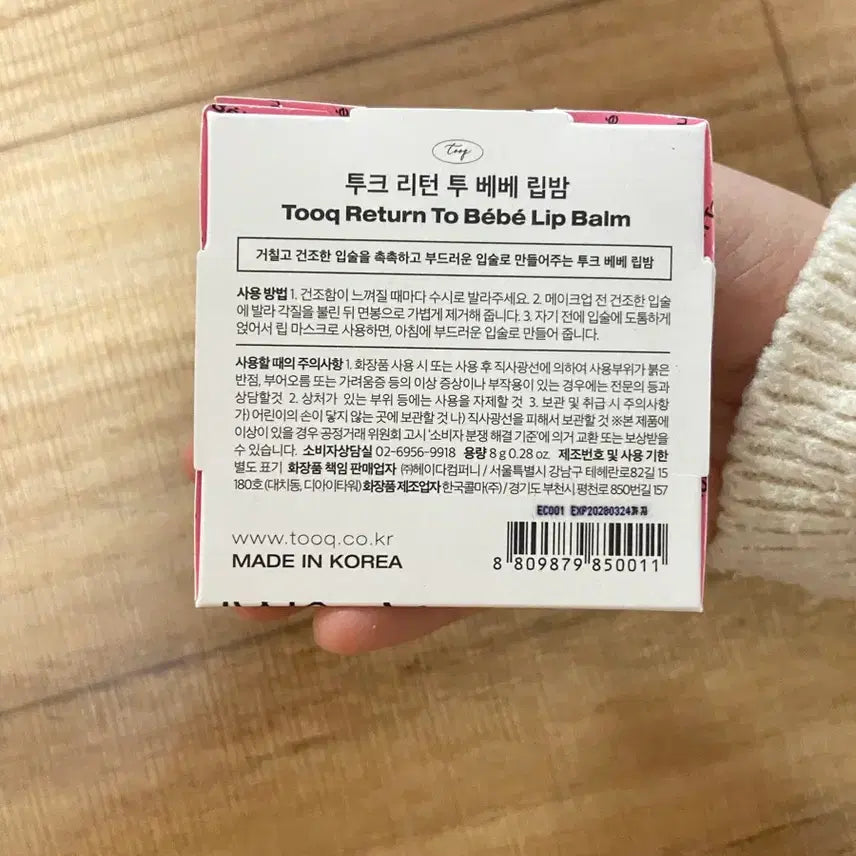 tooq
투크 리턴 투 베베 립밤
Tooq Return To Bébé Lip Balm
거칠고 건조한 입술을 촉촉하고 부드러운 입술로 만들어주는 투크 베베 립밤
사용 방법 1. 건조함이 느껴질 때마다 수시로 발라주세요. 2. 메이크업 전 건조한 입술
에 발라 각질을 불린 뒤 면봉으로 가볍게 제거해 줍니다. 3. 자기 전에 입술에 도톰하게
얹어서 립 마스크로 사용하면, 아침에 부드러운 입술로 만들어 줍니다.
사용할 때의 주의사항 1. 화장품 사용 시 또는 사용 후 직사광선에 의하여 사용부위가 붉은
반점, 부어오름 또는 가려움증 등의 이상 증상이나 부작용이 있는 경우에는 전문의 등과
상담할것 2. 상처가 있는 부위 등에는 사용을 자제할 것 3. 보관 및 취급 시 주의사항
가) 어린이의 손이 닿지 않는 곳에 보관할 것 나) 직사광선을 피해서 보관할 것 ※본 제품에
이상이 있을 경우 공정거래 위원회 고시 '소비자 분쟁 해결 기준'에 의거 교환 또는 보상받을
수 있습니다. 소비자상담실 02-6956-9918 용량 8 g 0.28 oz. 제조번호 및 사용 기한
별도 표기 화장품 책임 판매업자 ㈜헤이다컴퍼니 / 서울특별시 강남구 테헤란로82길 15
180호 (대치동, 디아이타워) 화장품 제조업자 한국콜마(주) / 경기도 부천시 평천로 850번길 157
EC001 EXP20280324까지
www.tooq.co.kr
MADE IN KOREA
8 809879 850011